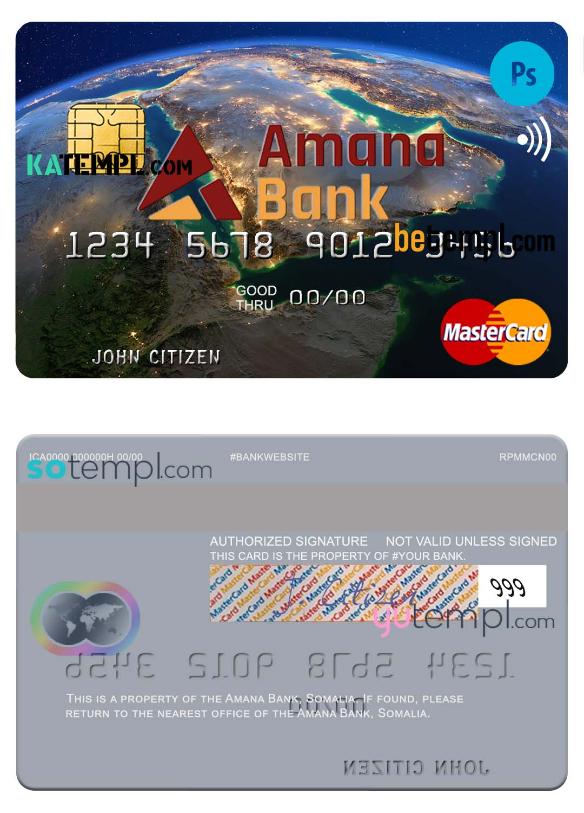 Ps
KATEMPL.COM
Amana
Bank
1234 5678 9012 3456
betempl.com
GOOD
THRU 00/00
MasterCard
JOHN CITIZEN
ICA0000 000000H 00/00 #BANKWEBSITE RPMMCN00
sotempl.com
AUTHORIZED SIGNATURE NOT VALID UNLESS SIGNED
THIS CARD IS THE PROPERTY OF #YOUR BANK.
MasterCard MasterCard MasterCard
J. Citizen
999
gotempl.com
1234 5678 9012 3456
THIS IS A PROPERTY OF THE AMANA BANK, SOMALIA. IF FOUND, PLEASE
00/00
RETURN TO THE NEAREST OFFICE OF THE AMANA BANK, SOMALIA.
JOHN CITIZEN